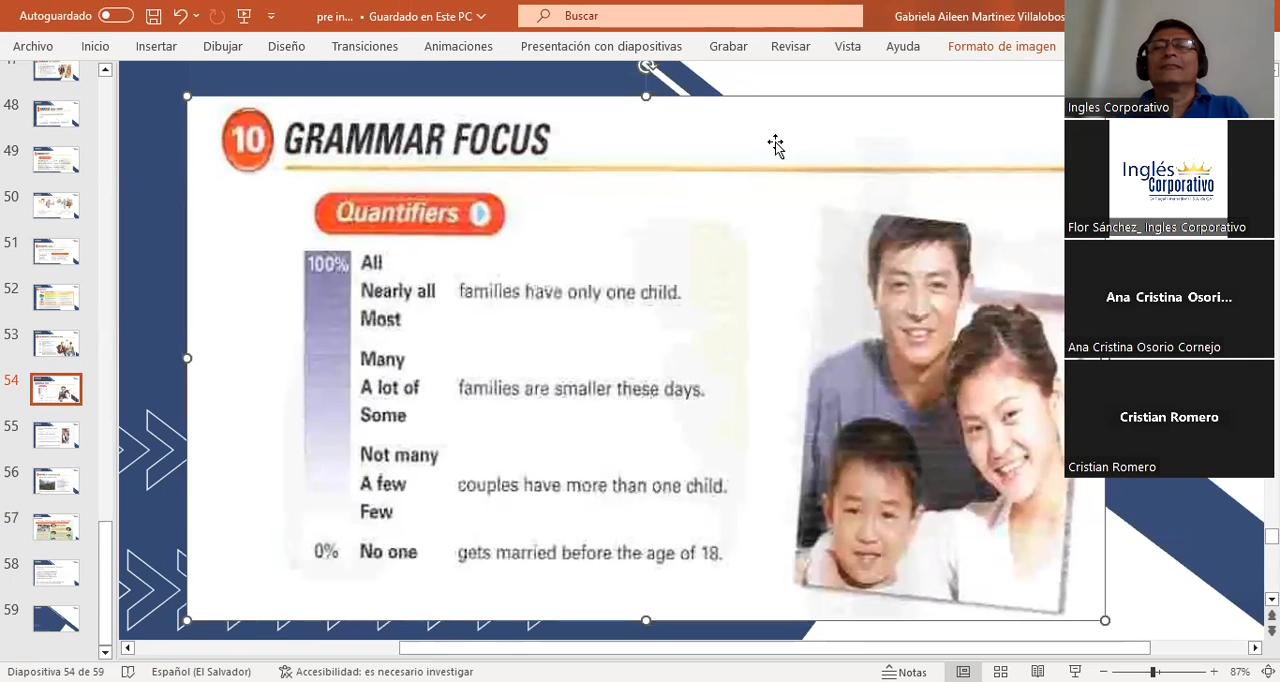 Autoguardado
pre in... • Guardado en Este PC
Buscar
Gabriela Aileen Martinez Villalobos
Archivo Inicio Insertar Dibujar Diseño Transiciones Animaciones Presentación con diapositivas Grabar Revisar Vista Ayuda Formato de imagen
48
49
50
51
52
53
54
55
56
57
58
59
10 GRAMMAR FOCUS
Quantifiers
100% All
Nearly all families have only one child.
Most
Many
A lot of families are smaller these days.
Some
Not many
A few couples have more than one child.
Few
0% No one gets married before the age of 18.
Ingles Corporativo
Inglés
Corporativo
Flor Sánchez_ Ingles Corporativo
Ana Cristina Osori...
Ana Cristina Osorio Cornejo
Cristian Romero
Cristian Romero
Diapositiva 54 de 59 Español (El Salvador) Accesibilidad: es necesario investigar Notas 87%